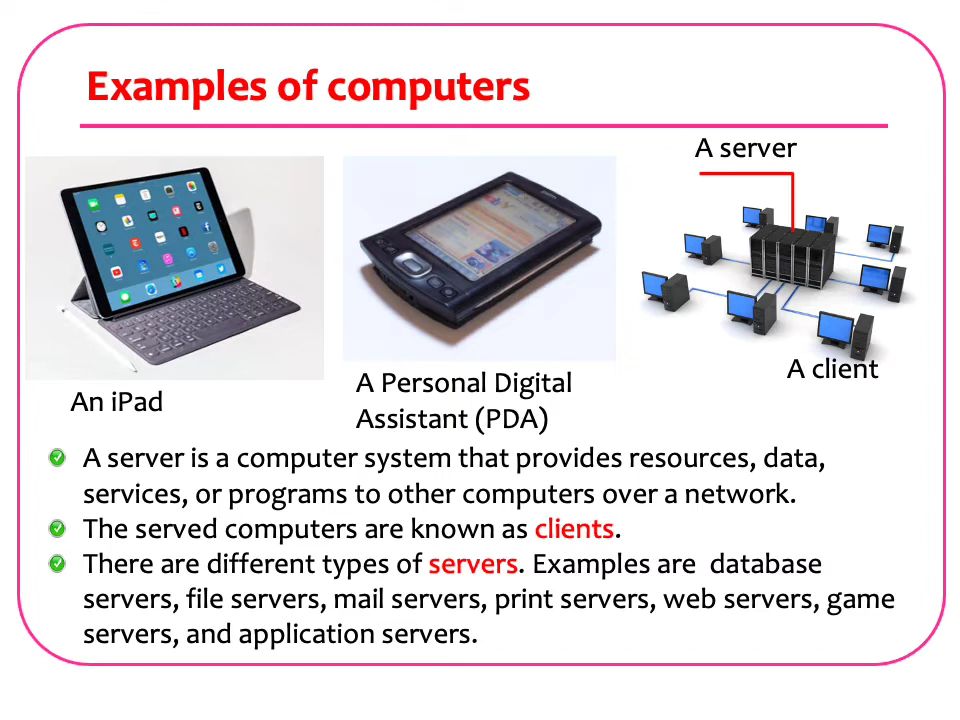 Examples of computers
A server
An iPad
A Personal Digital
Assistant (PDA)
A client
A server is a computer system that provides resources, data,
services, or programs to other computers over a network.
The served computers are known as clients.
There are different types of servers. Examples are  database
servers, file servers, mail servers, print servers, web servers, game
servers, and application servers.